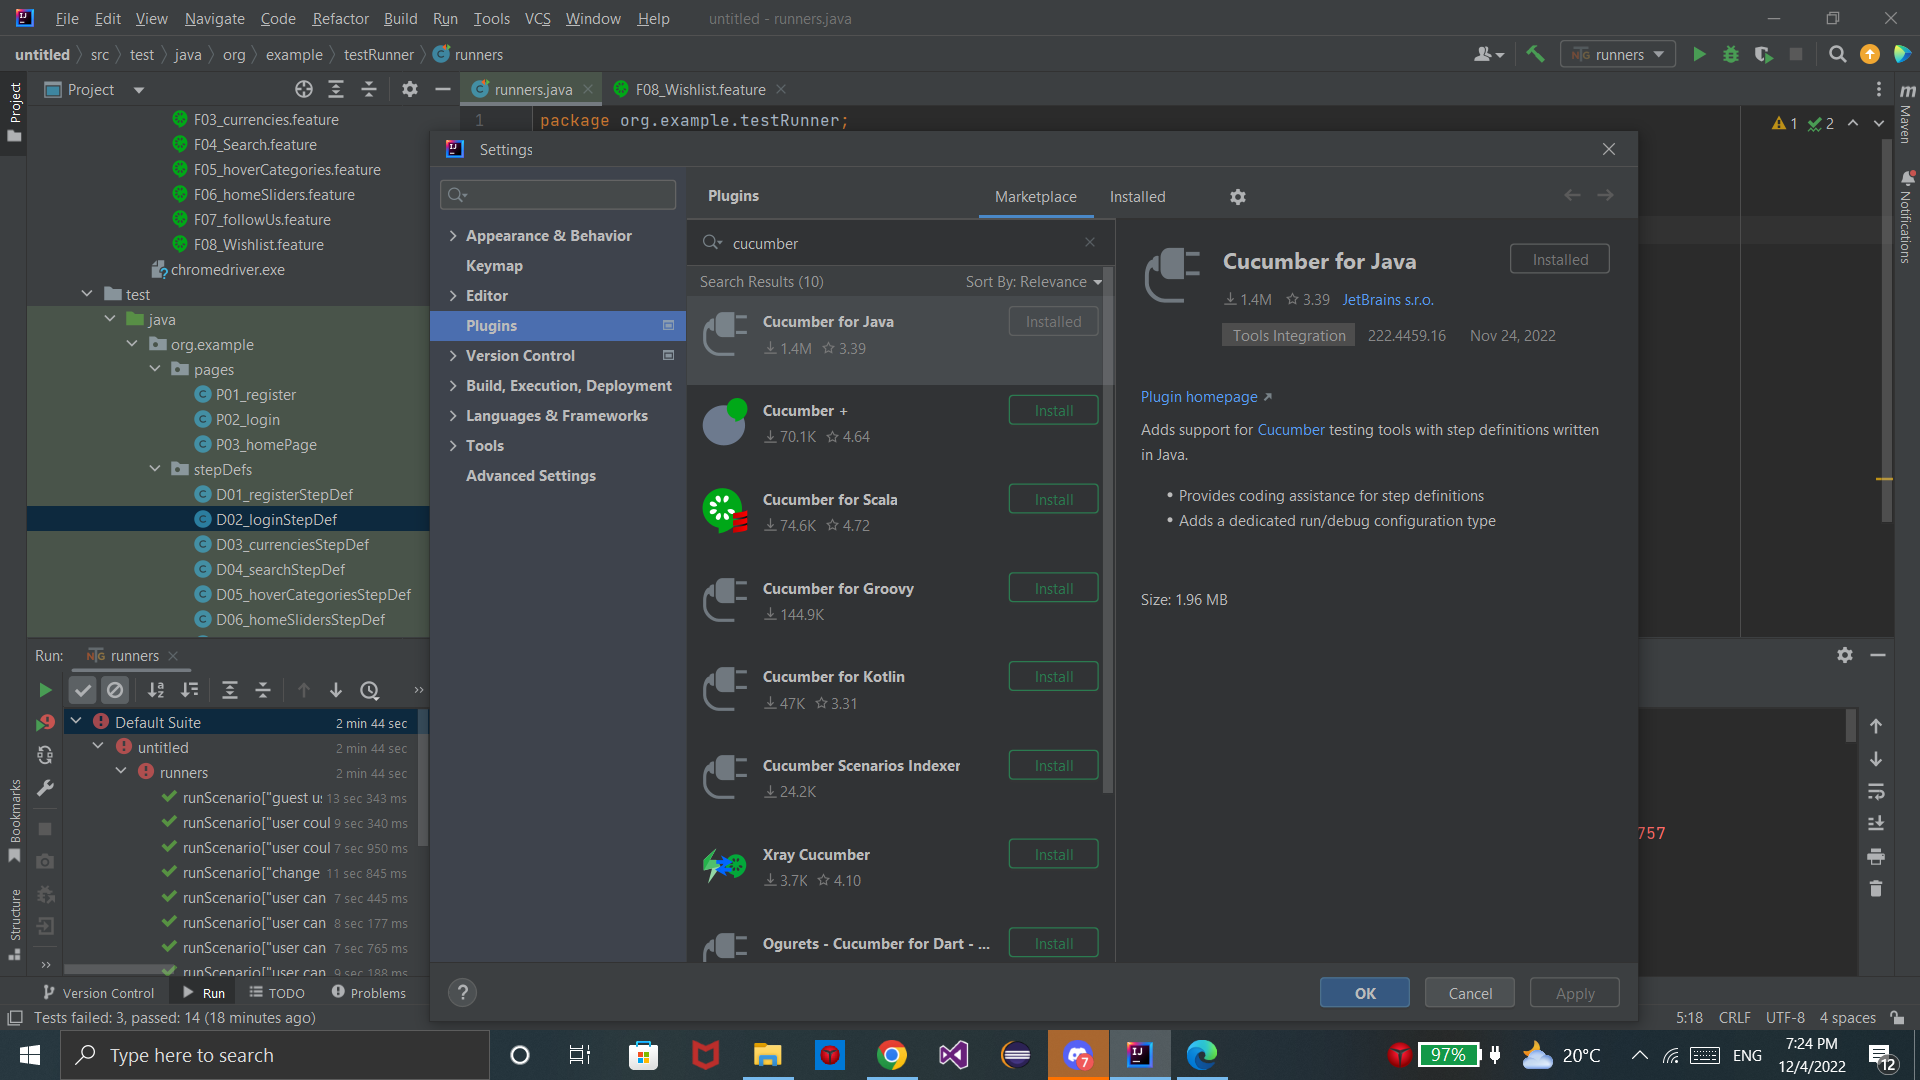 File Edit View Navigate Code Refactor Build Run Tools VCS Window Help untitled - runners.java
untitled src test java org example testRunner runners
runners
Project
runners.java
F08_Wishlist.feature
1
package org.example.testRunner;
1 2
Project
Maven
Notifications
Bookmarks
Structure
F03_currencies.feature
F04_Search.feature
F05_hoverCategories.feature
F06_homeSliders.feature
F07_followUs.feature
F08_Wishlist.feature
chromedriver.exe
test
java
org.example
pages
P01_register
P02_login
P03_homePage
stepDefs
D01_registerStepDef
D02_loginStepDef
D03_currenciesStepDef
D04_searchStepDef
D05_hoverCategoriesStepDef
D06_homeSlidersStepDef
Settings
Appearance & Behavior
Keymap
Editor
Plugins
Version Control
Build, Execution, Deployment
Languages & Frameworks
Tools
Advanced Settings
Plugins
Marketplace
Installed
cucumber
Search Results (10)
Sort By: Relevance
Cucumber for Java
Installed
1.4M 3.39
Cucumber +
Install
70.1K 4.64
Cucumber for Scala
Install
74.6K 4.72
Cucumber for Groovy
Install
144.9K
Cucumber for Kotlin
Install
47K 3.31
Cucumber Scenarios Indexer
Install
24.2K
Xray Cucumber
Install
3.7K 4.10
Ogurets - Cucumber for Dart - ...
Install
Cucumber for Java
Installed
1.4M 3.39 JetBrains s.r.o.
Tools Integration 222.4459.16 Nov 24, 2022
Plugin homepage
Adds support for Cucumber testing tools with step definitions written
in Java.
• Provides coding assistance for step definitions
• Adds a dedicated run/debug configuration type
Size: 1.96 MB
?
OK
Cancel
Apply
Run: runners
Default Suite 2 min 44 sec
untitled 2 min 44 sec
runners 2 min 44 sec
runScenario["guest u: 13 sec 343 ms
runScenario["user coul 9 sec 340 ms
runScenario["user coul 7 sec 950 ms
runScenario["change 11 sec 845 ms
runScenario["user can 7 sec 445 ms
runScenario["user can 8 sec 177 ms
runScenario["user can 7 sec 765 ms
runScenario["user can 9 sec 188 ms
757
Version Control Run TODO Problems
Tests failed: 3, passed: 14 (18 minutes ago)
5:18 CRLF UTF-8 4 spaces
Type here to search
7
97%
20°C
ENG
7:24 PM
12/4/2022
12